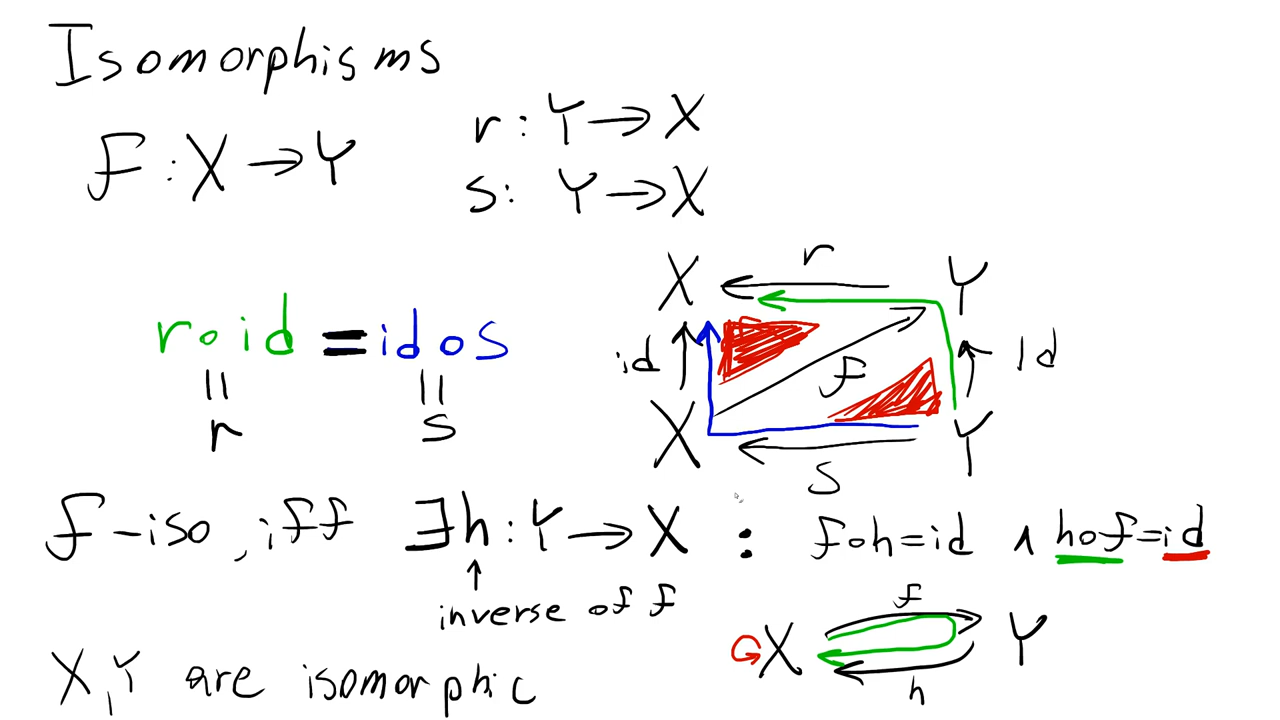 Isomorphisms
f : X → Y
r : Y → X
s : Y → X
X r Y
r ∘ id = id ∘ s
id f id
|| ||
r s
X s Y
f - iso , iff ∃h : Y → X : f∘h = id ∧ h∘f = id
↑
inverse of f
f
X Y
h
X, Y are isomorphic